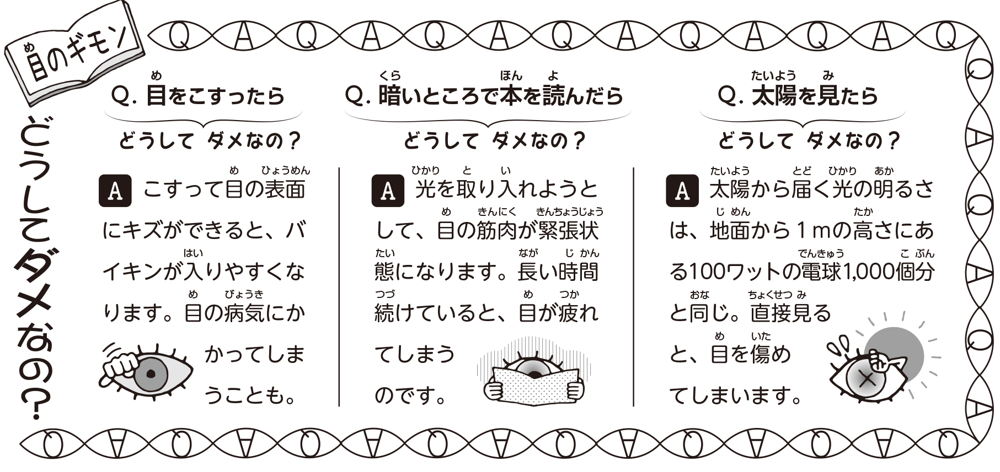 目のギモン
どうしてダメなの？
Q. 目をこすったら
どうして ダメなの？
A こすって目の表面
にキズができると、バ
イキンが入りやすくな
ります。目の病気にか
かってしま
うことも。
Q. 暗いところで本を読んだら
どうして ダメなの？
A 光を取り入れようと
して、目の筋肉が緊張状
態になります。長い時間
続けていると、目が疲れ
てしまう
のです。
Q. 太陽を見たら
どうして ダメなの？
A 太陽から届く光の明るさ
は、地面から1mの高さにあ
る100ワットの電球1,000個分
と同じ。直接見る
と、目を傷め
てしまいます。